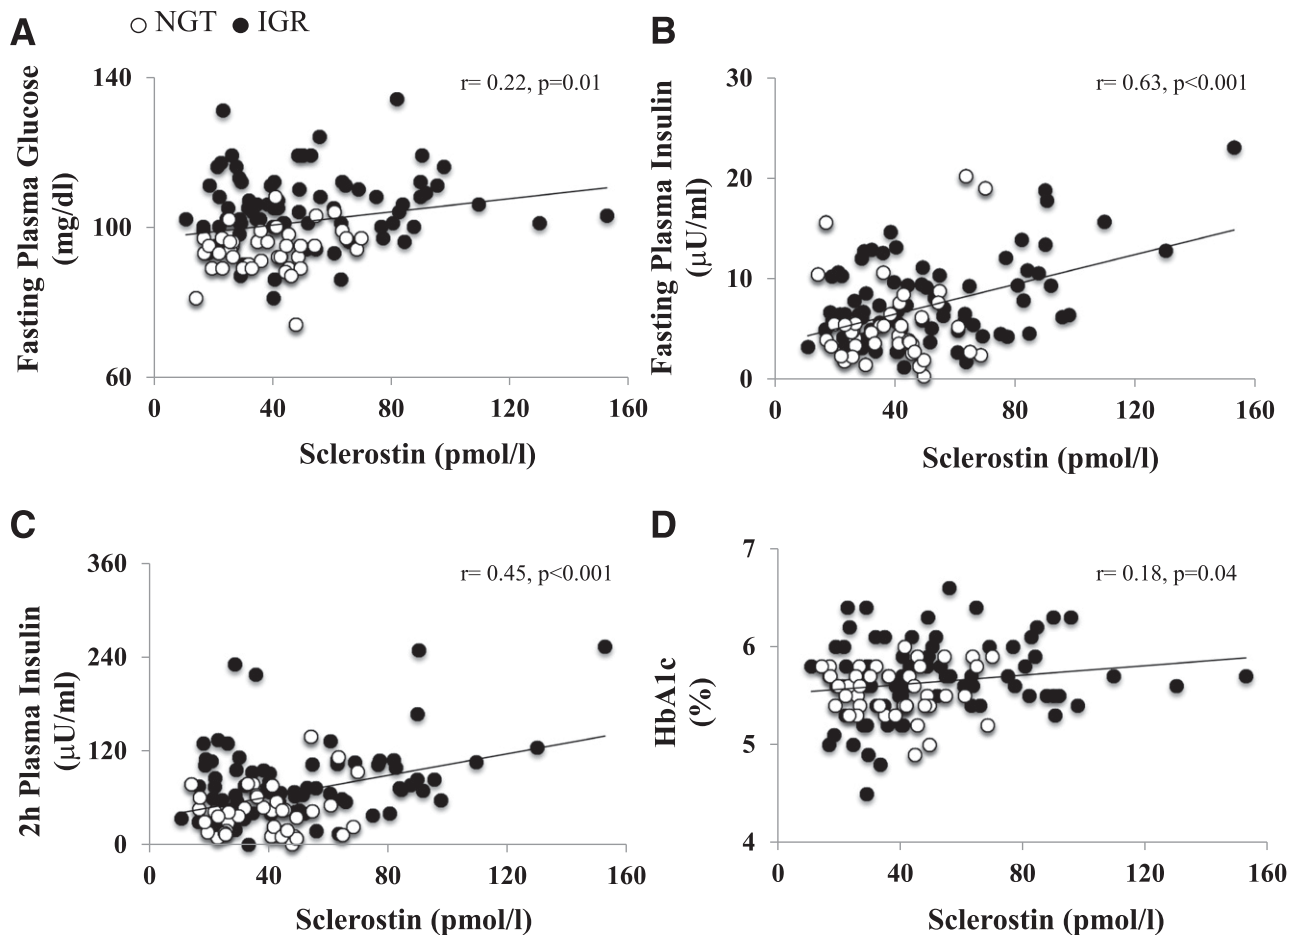 ○ NGT ● IGR
A
Fasting Plasma Glucose
(mg/dl)
140
100
60
r= 0.22, p=0.01
0 40 80 120 160
Sclerostin (pmol/l)
B
Fasting Plasma Insulin
(μU/ml)
30
20
10
0
r= 0.63, p<0.001
0 40 80 120 160
Sclerostin (pmol/l)
C
2h Plasma Insulin
(μU/ml)
360
240
120
0
r= 0.45, p<0.001
0 40 80 120 160
Sclerostin (pmol/l)
D
HbA1c
(%)
7
6
5
4
r= 0.18, p=0.04
0 40 80 120 160
Sclerostin (pmol/l)